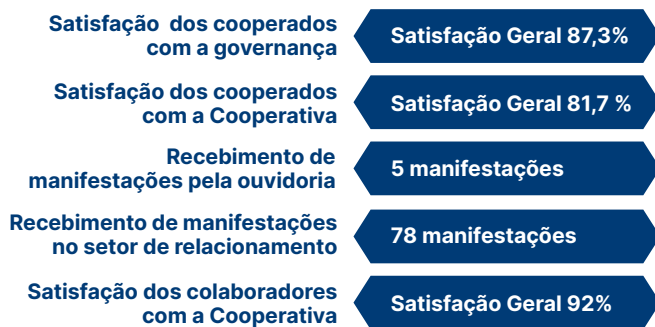 Satisfação dos cooperados
com a governança
Satisfação Geral 87,3%
Satisfação dos cooperados
com a Cooperativa
Satisfação Geral 81,7 %
Recebimento de
manifestações pela ouvidoria
5 manifestações
Recebimento de manifestações
no setor de relacionamento
78 manifestações
Satisfação dos colaboradores
com a Cooperativa
Satisfação Geral 92%